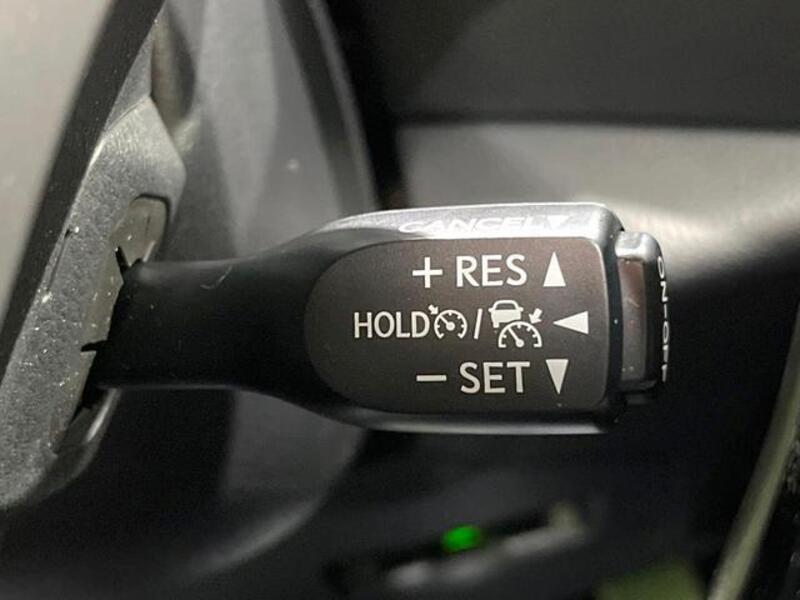 CANCEL▼
+ RES ▲
HOLD / ◀
− SET ▼
ON-OFF